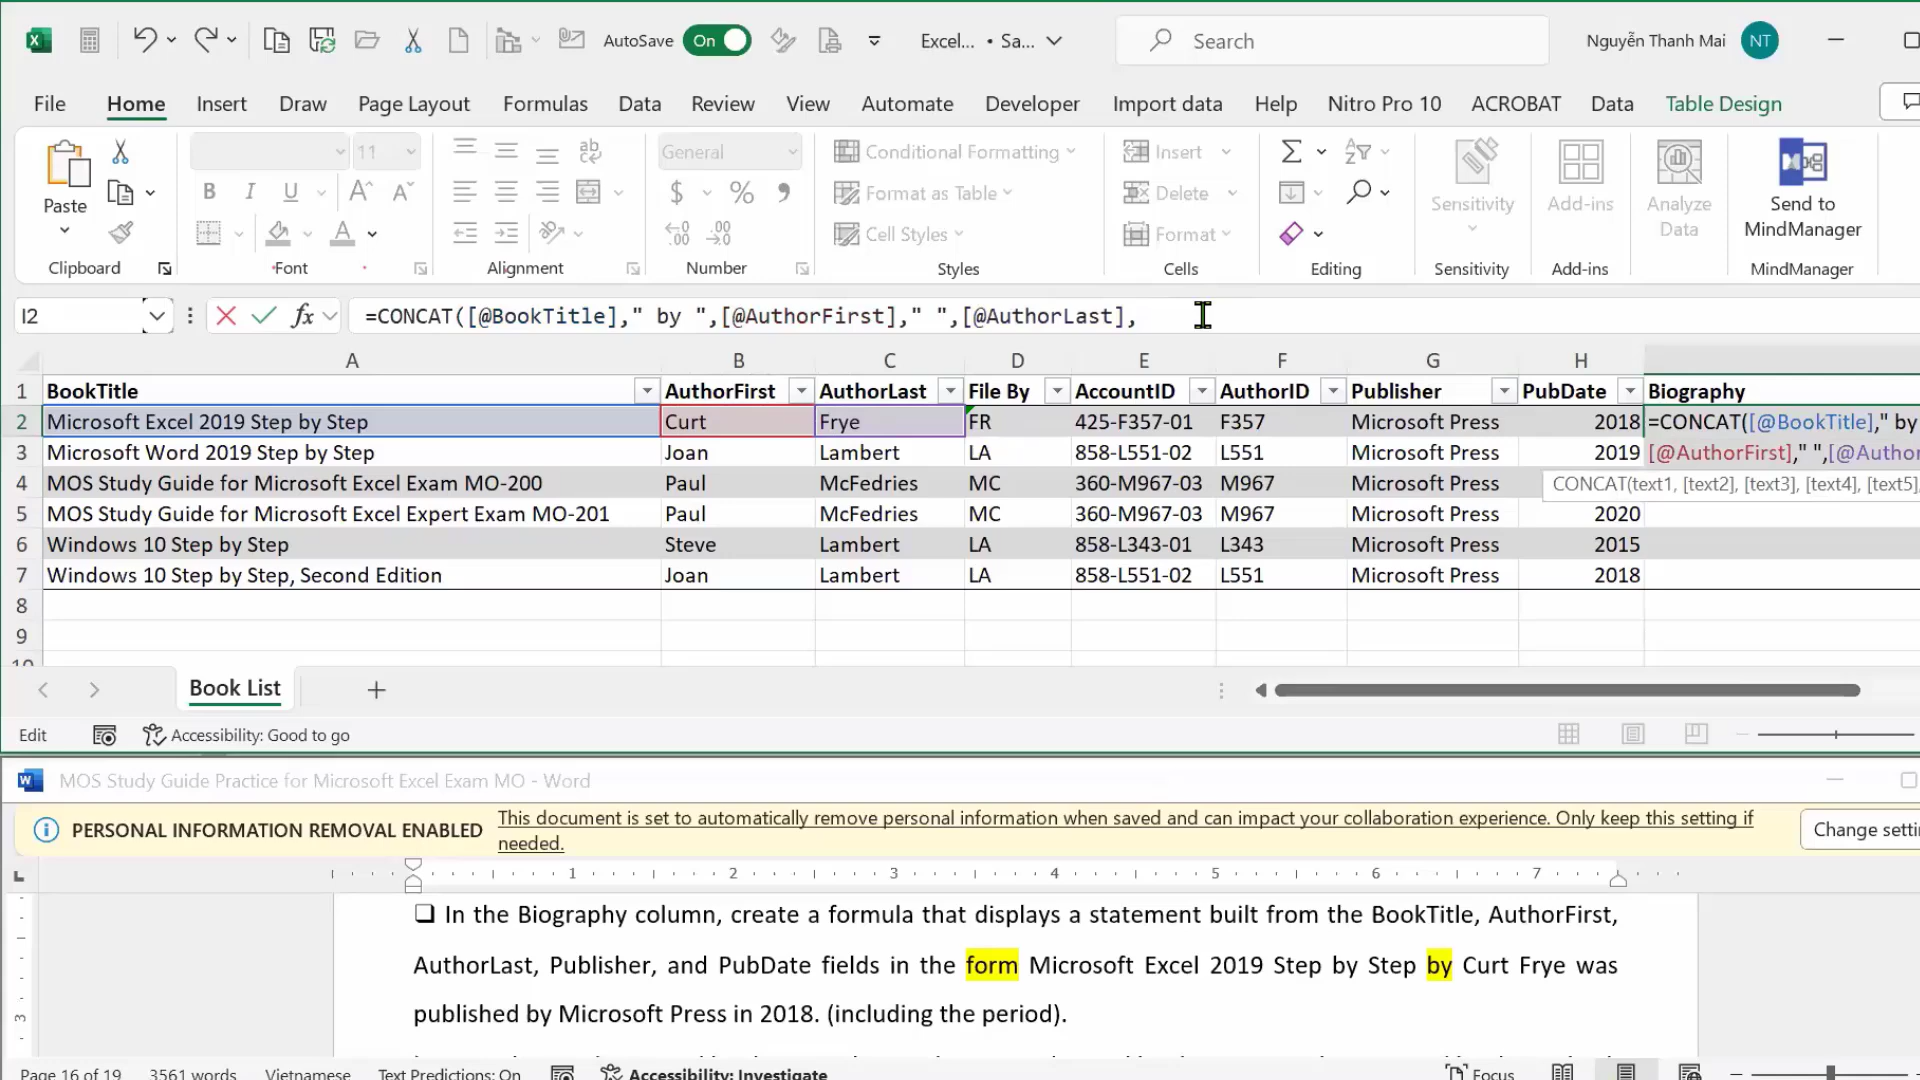 AutoSave On Excel... • Sa... Search Nguyễn Thanh Mai NT
File Home Insert Draw Page Layout Formulas Data Review View Automate Developer Import data Help Nitro Pro 10 ACROBAT Data Table Design
11 General Conditional Formatting Insert
Paste B I U Format as Table Delete Sensitivity Add-ins Analyze Data Send to MindManager
Cell Styles Format
Clipboard Font Alignment Number Styles Cells Editing Sensitivity Add-ins MindManager
I2 fx =CONCAT([@BookTitle]," by ",[@AuthorFirst]," ",[@AuthorLast],
A B C D E F G H
1 BookTitle AuthorFirst AuthorLast File By AccountID AuthorID Publisher PubDate Biography
2 Microsoft Excel 2019 Step by Step Curt Frye FR 425-F357-01 F357 Microsoft Press 2018 =CONCAT([@BookTitle]," by
3 Microsoft Word 2019 Step by Step Joan Lambert LA 858-L551-02 L551 Microsoft Press 2019 [@AuthorFirst]," ",[@Author
4 MOS Study Guide for Microsoft Excel Exam MO-200 Paul McFedries MC 360-M967-03 M967 Microsoft Press CONCAT(text1, [text2], [text3], [text4], [text5],
5 MOS Study Guide for Microsoft Excel Expert Exam MO-201 Paul McFedries MC 360-M967-03 M967 Microsoft Press 2020
6 Windows 10 Step by Step Steve Lambert LA 858-L343-01 L343 Microsoft Press 2015
7 Windows 10 Step by Step, Second Edition Joan Lambert LA 858-L551-02 L551 Microsoft Press 2018
8
9
10
Book List
Edit Accessibility: Good to go
MOS Study Guide Practice for Microsoft Excel Exam MO - Word
PERSONAL INFORMATION REMOVAL ENABLED This document is set to automatically remove personal information when saved and can impact your collaboration experience. Only keep this setting if
needed. Change setti
1 2 3 4 5 6 7
In the Biography column, create a formula that displays a statement built from the BookTitle, AuthorFirst,
AuthorLast, Publisher, and PubDate fields in the form Microsoft Excel 2019 Step by Step by Curt Frye was
published by Microsoft Press in 2018. (including the period).
3
Page 16 of 19 3561 words Vietnamese Text Predictions: On Accessibility: Investigate Focus